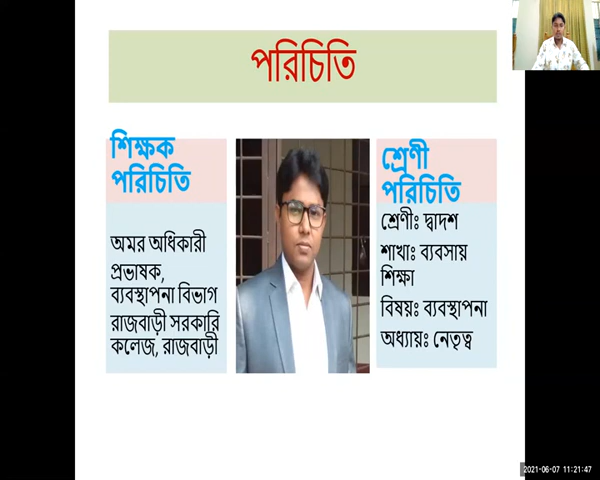 পরিচিতি
শিক্ষক
পরিচিতি
অমর অধিকারী
প্রভাষক,
ব্যবস্থাপনা বিভাগ
রাজবাড়ী সরকারি
কলেজ, রাজবাড়ী
শ্রেণী
পরিচিতি
শ্রেণীঃ দ্বাদশ
শাখাঃ ব্যবসায়
শিক্ষা
বিষয়ঃ ব্যবস্থাপনা
অধ্যায়ঃ নেতৃত্ব
2021-06-07 11:21:47